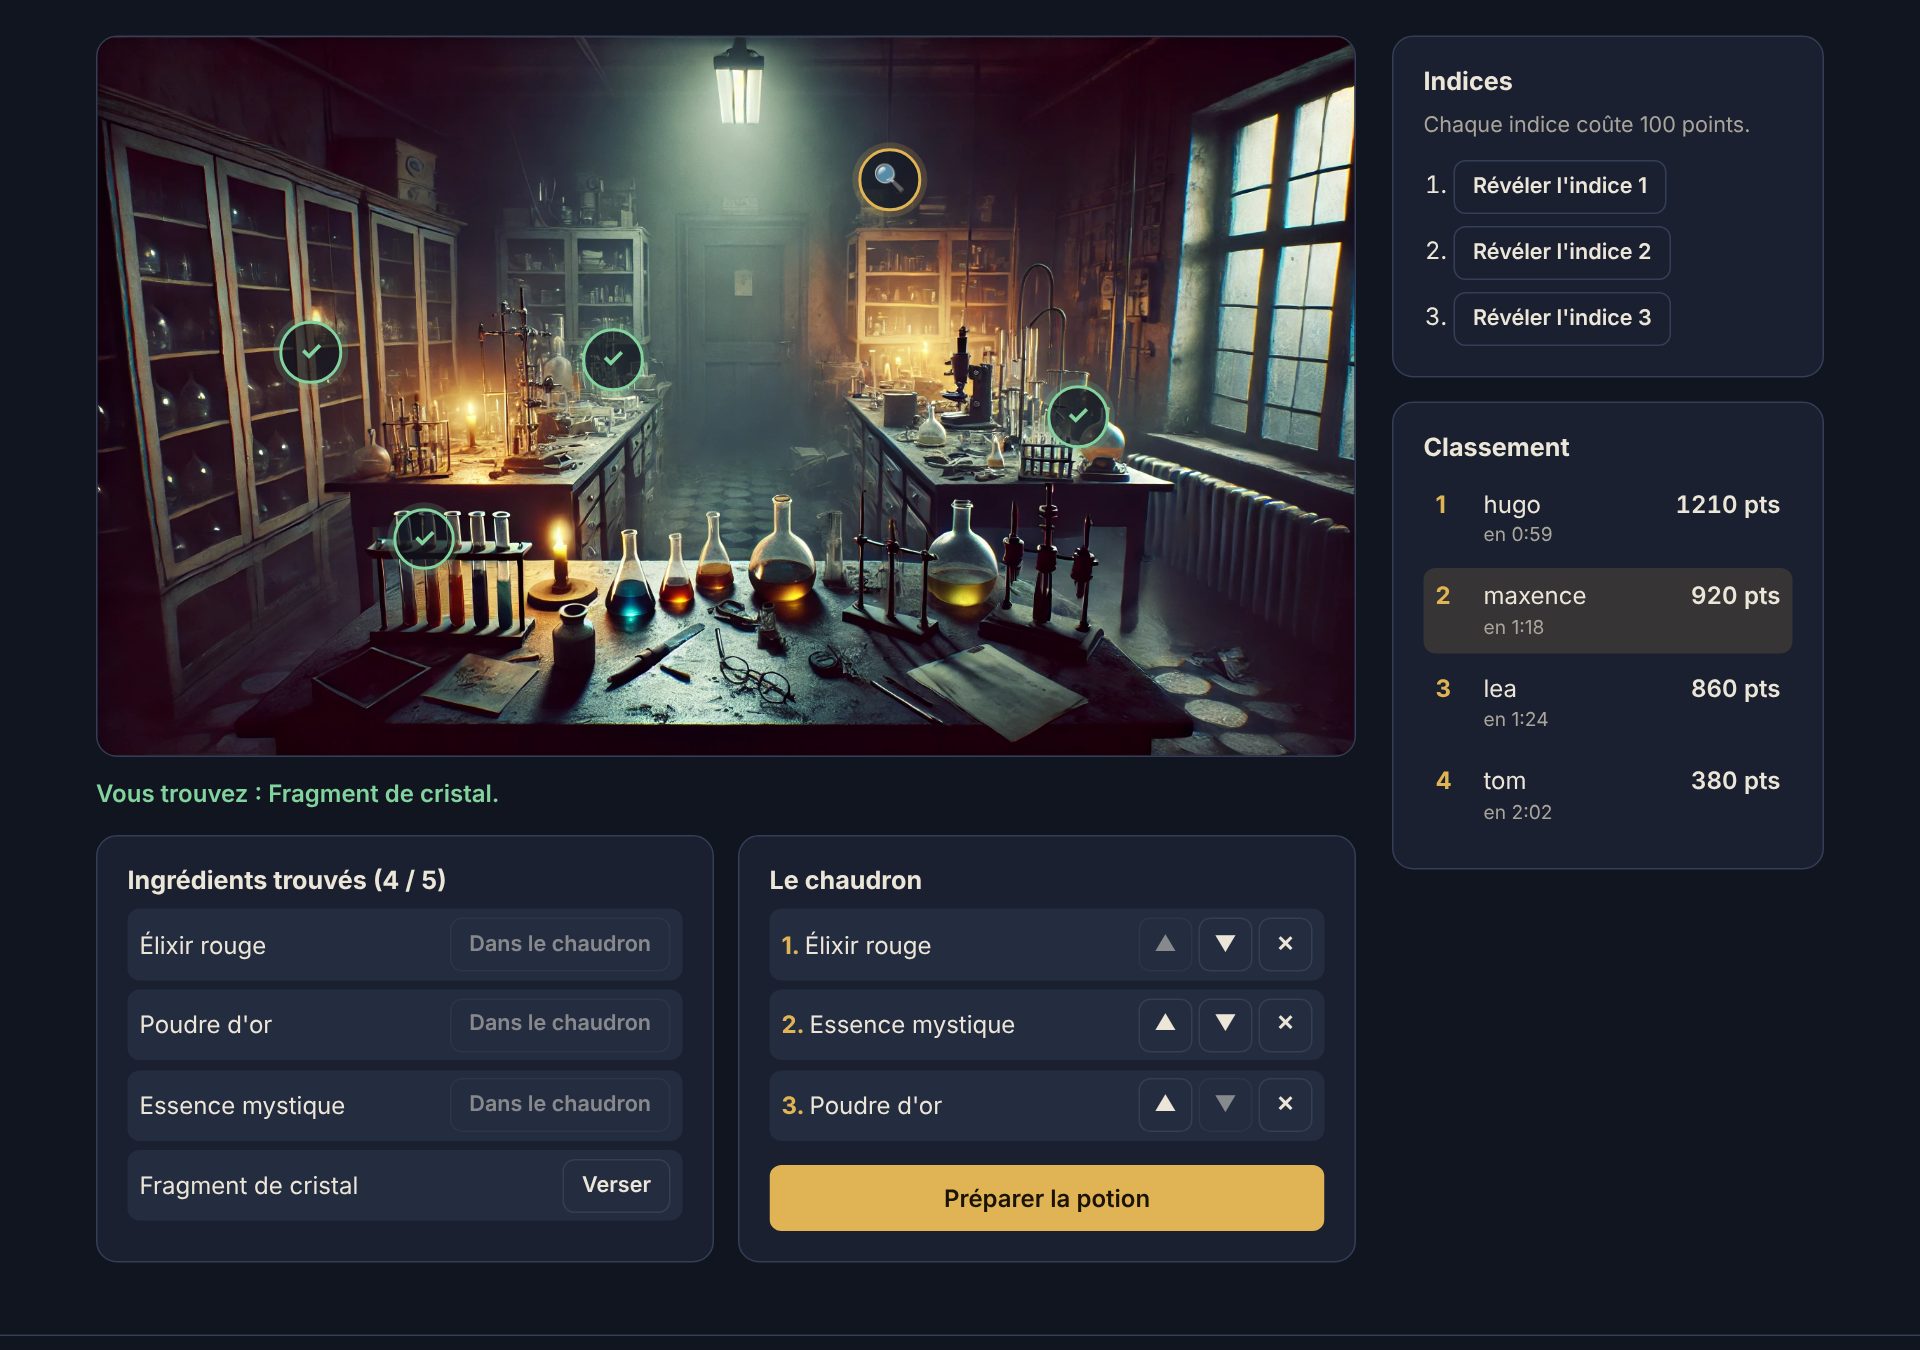 Indices
Chaque indice coûte 100 points.
1. Révéler l'indice 1
2. Révéler l'indice 2
3. Révéler l'indice 3
Classement
1 hugo 1210 pts
en 0:59
2 maxence 920 pts
en 1:18
3 lea 860 pts
en 1:24
4 tom 380 pts
en 2:02
Vous trouvez : Fragment de cristal.
Ingrédients trouvés (4 / 5)
Élixir rouge Dans le chaudron
Poudre d'or Dans le chaudron
Essence mystique Dans le chaudron
Fragment de cristal Verser
Le chaudron
1. Élixir rouge ▲ ▼ ✕
2. Essence mystique ▲ ▼ ✕
3. Poudre d'or ▲ ▼ ✕
Préparer la potion